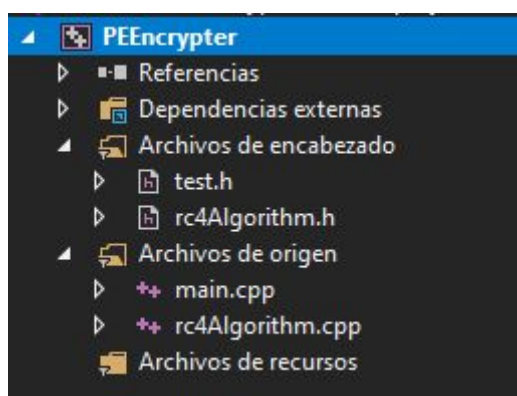 PEEncrypter
Referencias
Dependencias externas
Archivos de encabezado
test.h
rc4Algorithm.h
Archivos de origen
main.cpp
rc4Algorithm.cpp
Archivos de recursos